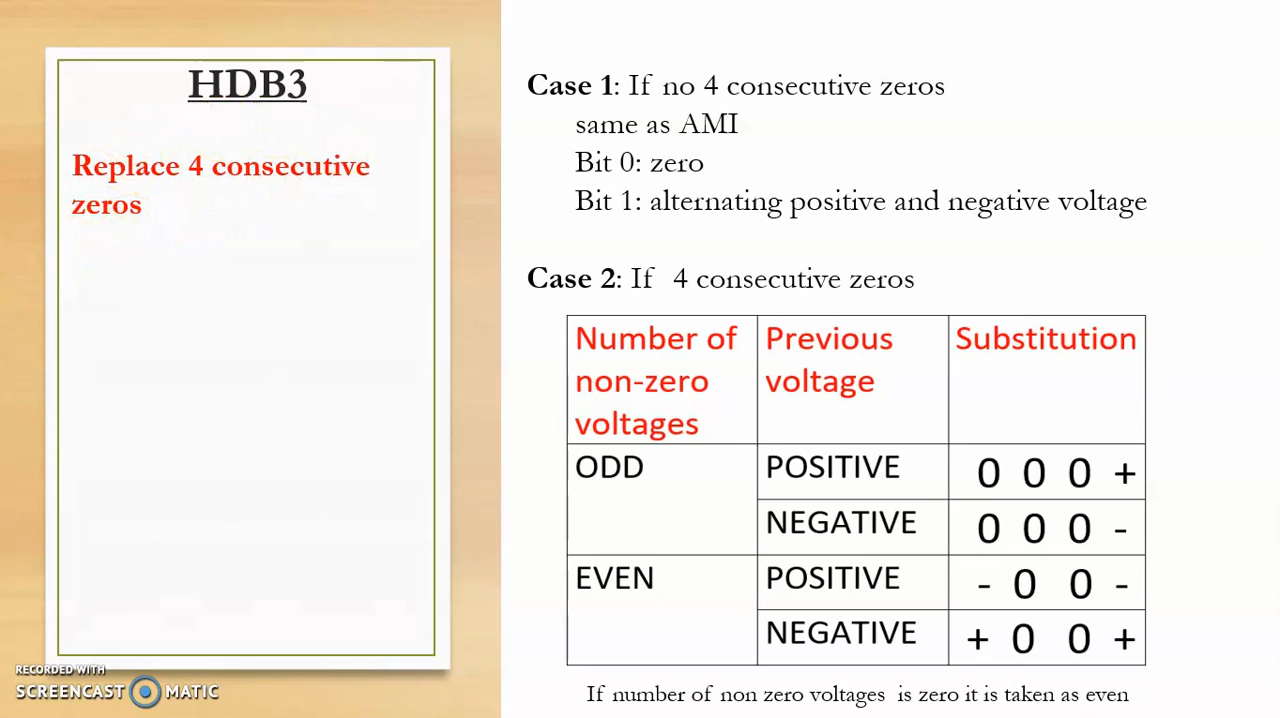 HDB3
Replace 4 consecutive
zeros
Case 1: If no 4 consecutive zeros
same as AMI
Bit 0: zero
Bit 1: alternating positive and negative voltage
Case 2: If 4 consecutive zeros
Number of non-zero voltages Previous voltage Substitution
ODD POSITIVE 0 0 0 +
NEGATIVE 0 0 0 -
EVEN POSITIVE - 0 0 -
NEGATIVE + 0 0 +
If number of non zero voltages is zero it is taken as even
RECORDED WITH
SCREENCAST MATIC